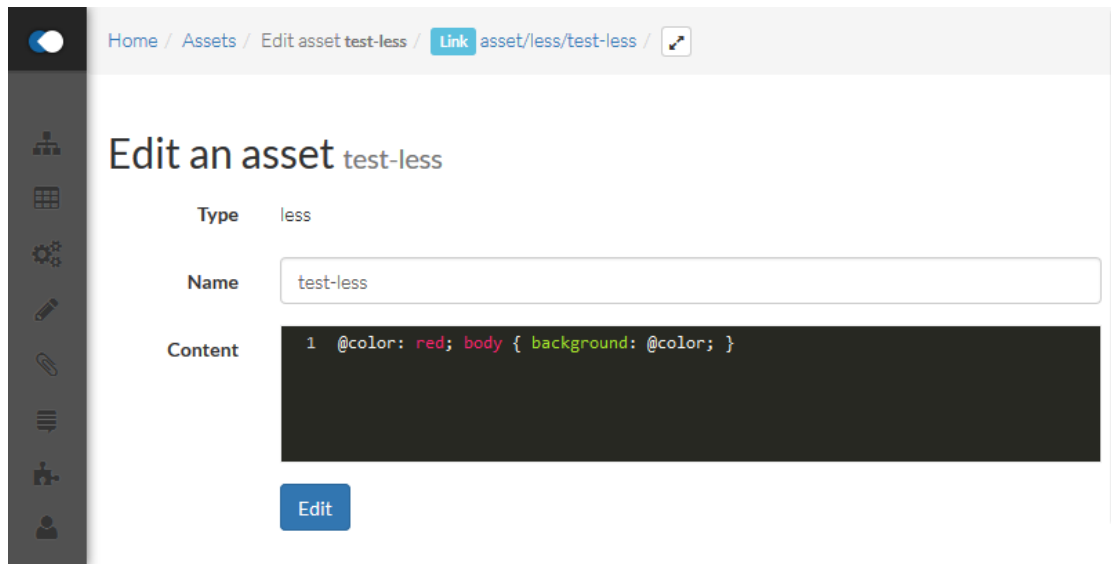 Home / Assets / Edit asset test-less / Link asset/less/test-less /
Edit an asset test-less
Type less
Name test-less
Content 1 @color: red; body { background: @color; }
Edit